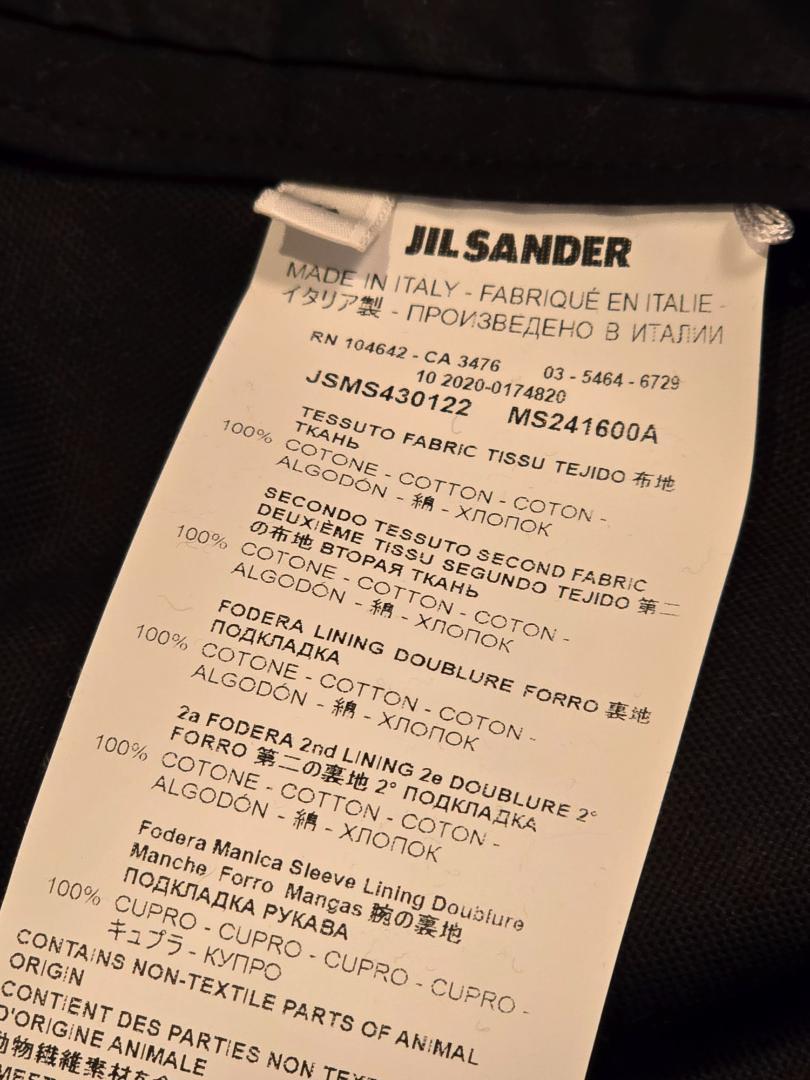 JIL SANDER
MADE IN ITALY - FABRIQUÉ EN ITALIE -
イタリア製 - ПРОИЗВЕДЕНО В ИТАЛИИ
RN 104642 - CA 3476 03 - 5464 - 6729
10 2020-0174820
JSMS430122 MS241600A
TESSUTO FABRIC TISSU TEJIDO 布地
ТКАНЬ
100% COTONE - COTTON - COTON -
ALGODÓN - 綿 - ХЛОПОК
SECONDO TESSUTO SECOND FABRIC
DEUXIÈME TISSU SEGUNDO TEJIDO 第二
の布地 ВТОРАЯ ТКАНЬ
100% COTONE - COTTON - COTON -
ALGODÓN - 綿 - ХЛОПОК
FODERA LINING DOUBLURE FORRO 裏地
ПОДКЛАДКА
100% COTONE - COTTON - COTON -
ALGODÓN - 綿 - ХЛОПОК
2a FODERA 2nd LINING 2e DOUBLURE 2°
FORRO 第二の裏地 2° ПОДКЛАДКА
100% COTONE - COTTON - COTON -
ALGODÓN - 綿 - ХЛОПОК
Fodera Manica Sleeve Lining Doublure
Manche Forro Mangas 腕の裏地
ПОДКЛАДКА РУКАВА
100% CUPRO - CUPRO - CUPRO - CUPRO -
キュプラ - КУПРО
CONTAINS NON-TEXTILE PARTS OF ANIMAL
ORIGIN
CONTIENT DES PARTIES NON
D'ORIGINE ANIMALE
動物繊維素材を